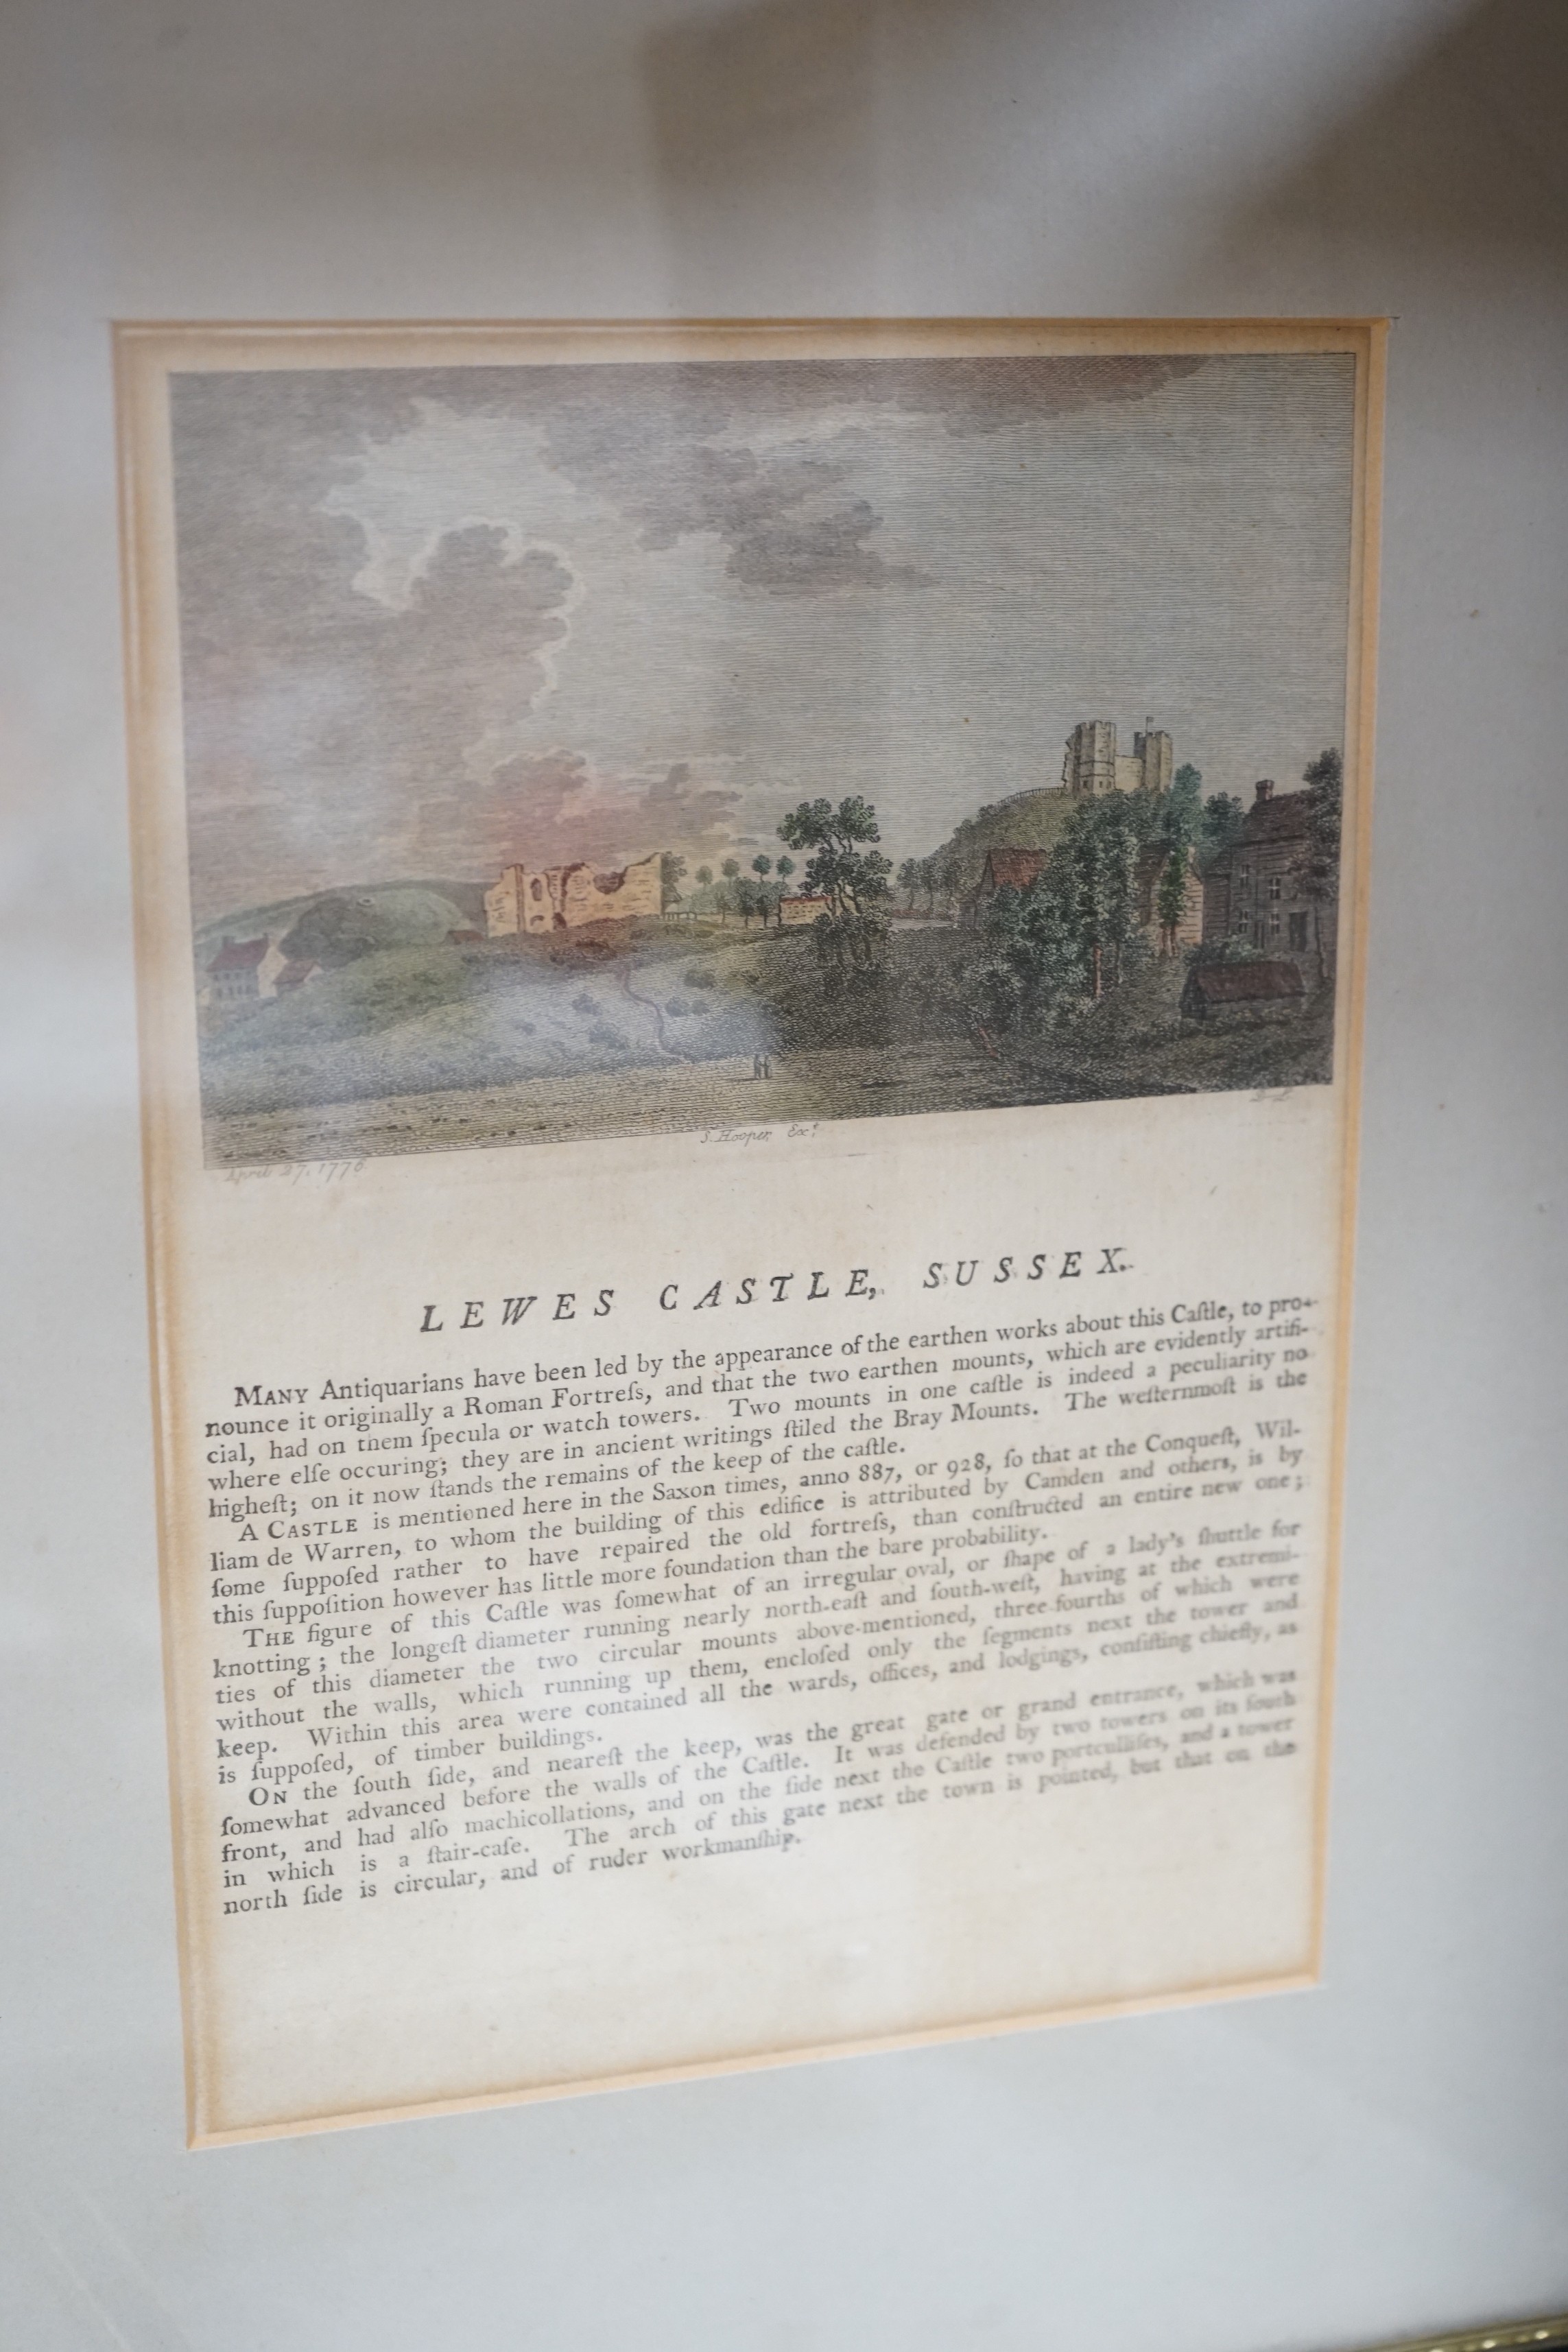 April 27, 1776
S. Hooper Exc.t
LEWES CASTLE, SUSSEX.
MANY Antiquarians have been led by the appearance of the earthen works about this Caſtle, to pro-
nounce it originally a Roman Fortreſs, and that the two earthen mounts, which are evidently artifi-
cial, had on them ſpecula or watch towers. Two mounts in one caſtle is indeed a peculiarity no
where elſe occuring; they are in ancient writings ſtiled the Bray Mounts. The weſternmoſt is the
higheſt; on it now ſtands the remains of the keep of the caſtle.
A CASTLE is mentioned here in the Saxon times, anno 887, or 928, ſo that at the Conqueſt, Wil-
liam de Warren, to whom the building of this edifice is attributed by Camden and others, is by
ſome ſuppoſed rather to have repaired the old fortreſs, than conſtructed an entire new one;
this ſuppoſition however has little more foundation than the bare probability.
THE figure of this Caſtle was ſomewhat of an irregular oval, or ſhape of a lady's ſhuttle for
knotting; the longeſt diameter running nearly north-eaſt and ſouth-weſt, having at the extremi-
ties of this diameter the two circular mounts above-mentioned, three fourths of which were
without the walls, which running up them, encloſed only the ſegments next the tower and
keep. Within this area were contained all the wards, offices, and lodgings, conſiſting chiefly, as
is ſuppoſed, of timber buildings.
ON the ſouth ſide, and neareſt the keep, was the great gate or grand entrance, which was
ſomewhat advanced before the walls of the Caſtle. It was defended by two towers on its ſouth
front, and had alſo machicollations, and on the ſide next the Caſtle two portculliſes, and a tower
in which is a ſtair-caſe. The arch of this gate next the town is pointed, but that on the
north ſide is circular, and of ruder workmanſhip.